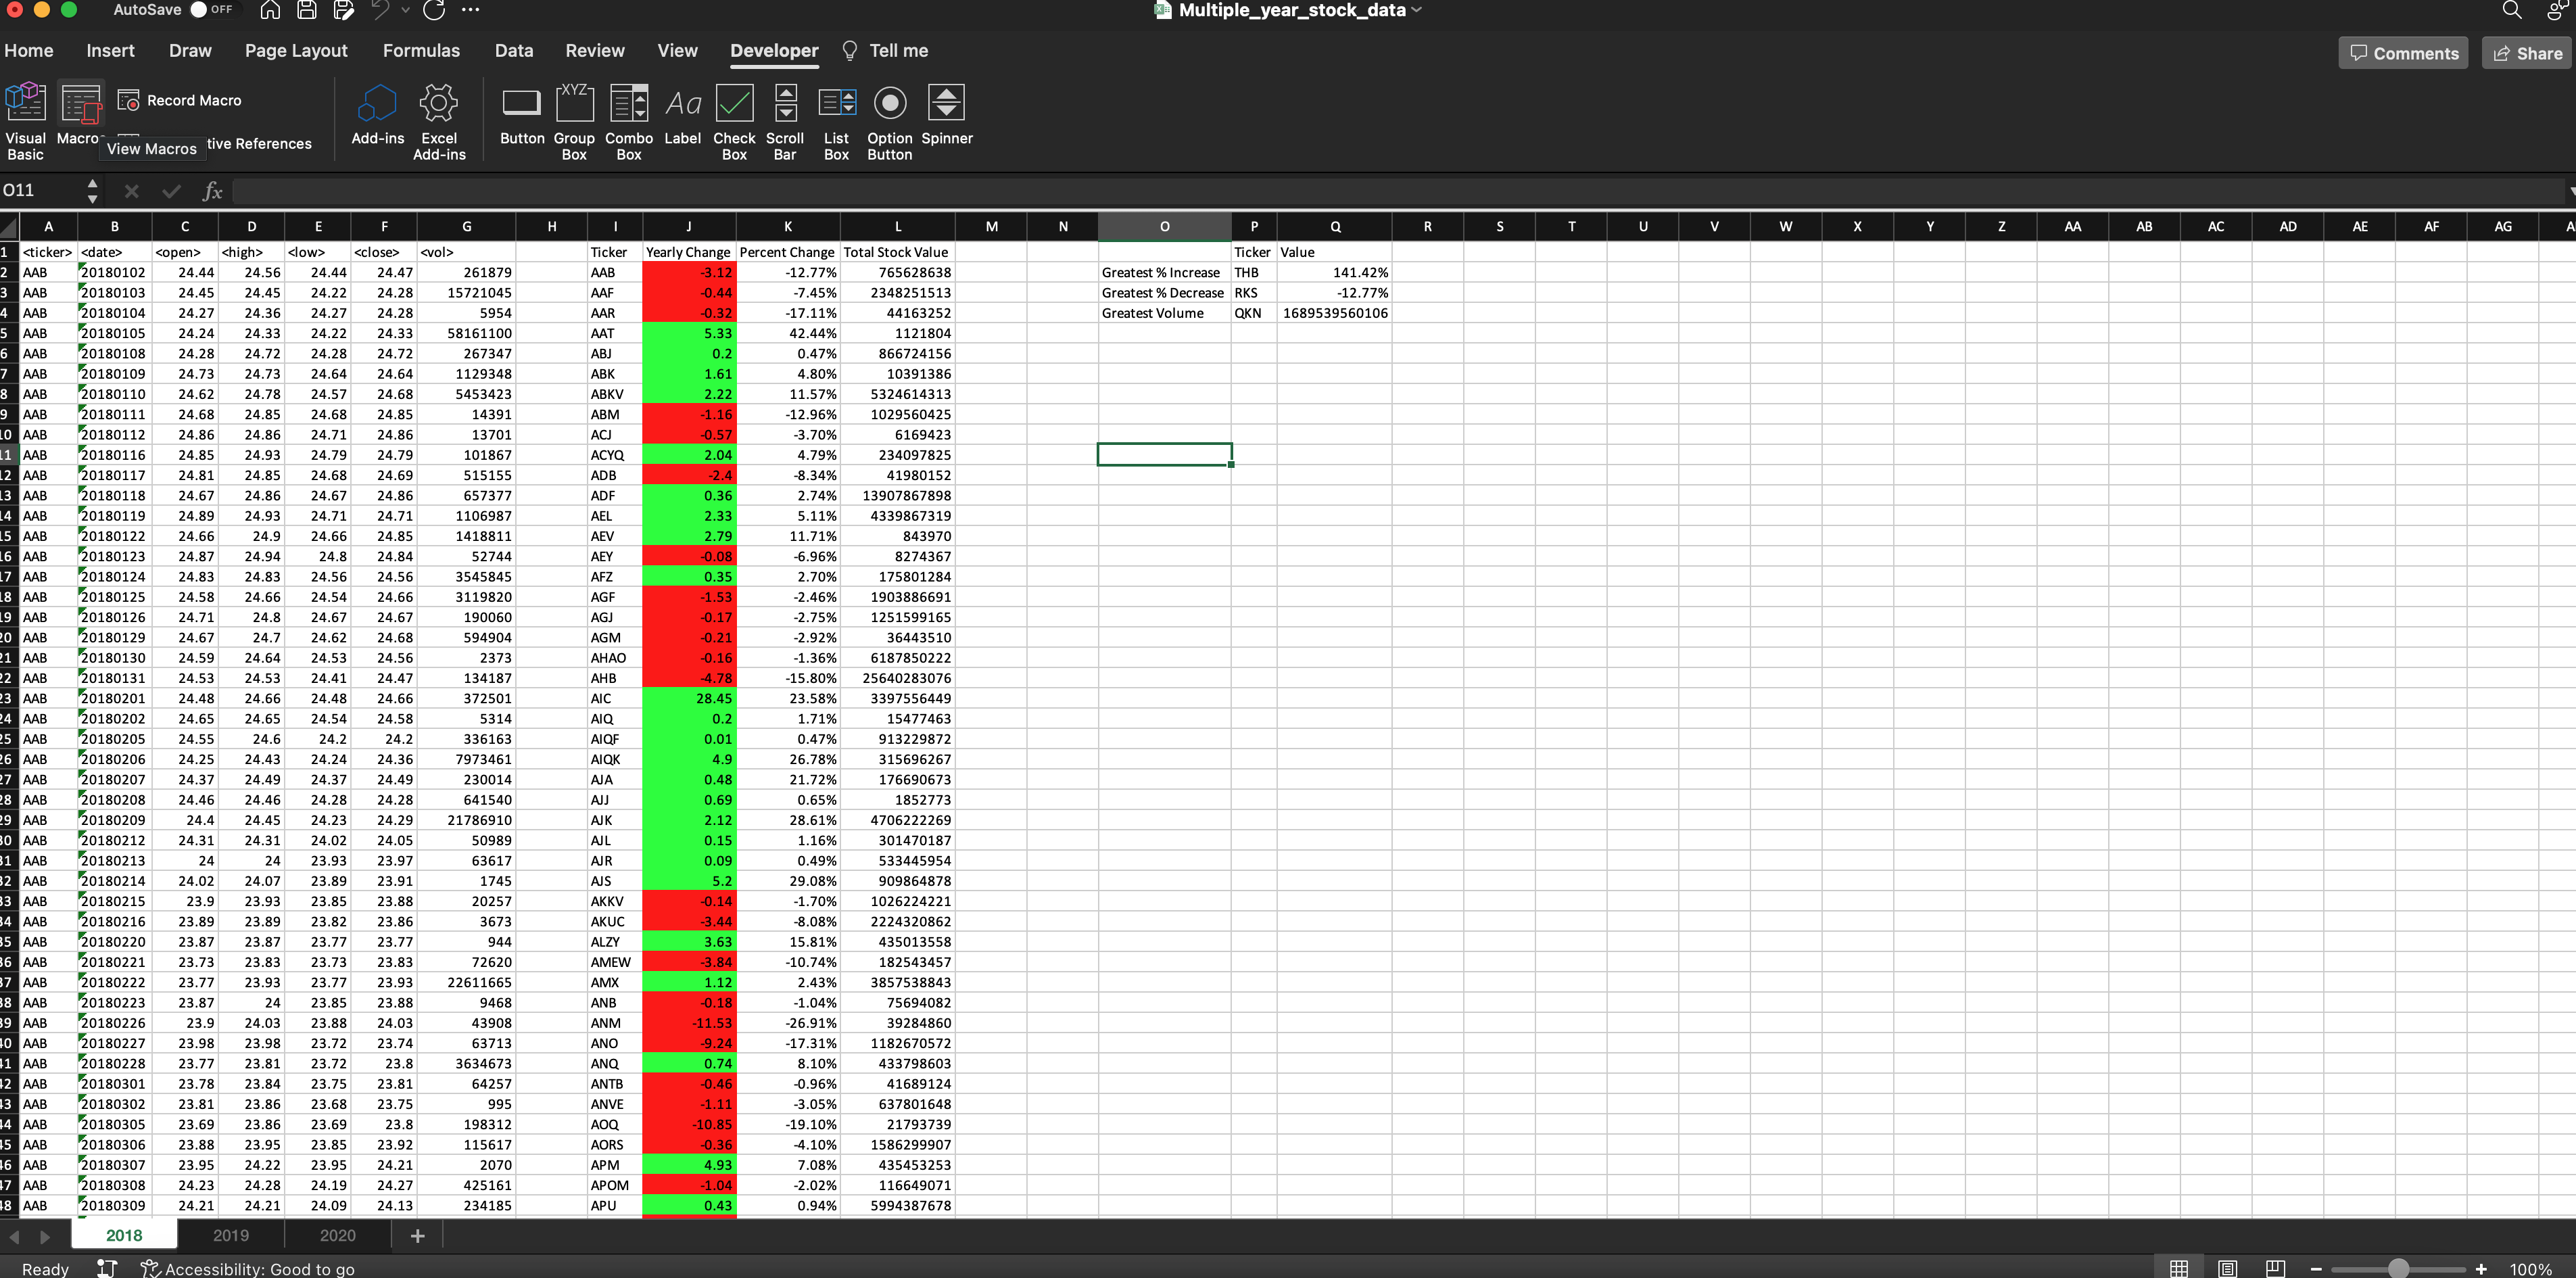 AutoSave OFF Multiple_year_stock_data
Home Insert Draw Page Layout Formulas Data Review View Developer Tell me Comments Share
Record Macro
Visual Basic Macro View Macros tive References Add-ins Excel Add-ins Button Group Box Combo Box Label Check Box Scroll Bar List Box Option Button Spinner
XYZ Aa
O11 fx
A B C D E F G H I J K L M N O P Q R S T U V W X Y Z AA AB AC AD AE AF AG
1 <ticker> <date> <open> <high> <low> <close> <vol> Ticker Yearly Change Percent Change Total Stock Value Ticker Value
2 AAB 20180102 24.44 24.56 24.44 24.47 261879 AAB -3.12 -12.77% 765628638 Greatest % Increase THB 141.42%
3 AAB 20180103 24.45 24.45 24.22 24.28 15721045 AAF -0.44 -7.45% 2348251513 Greatest % Decrease RKS -12.77%
4 AAB 20180104 24.27 24.36 24.27 24.28 5954 AAR -0.32 -17.11% 44163252 Greatest Volume QKN 1689539560106
5 AAB 20180105 24.24 24.33 24.22 24.33 58161100 AAT 5.33 42.44% 1121804
6 AAB 20180108 24.28 24.72 24.28 24.72 267347 ABJ 0.2 0.47% 866724156
7 AAB 20180109 24.73 24.73 24.64 24.64 1129348 ABK 1.61 4.80% 10391386
8 AAB 20180110 24.62 24.78 24.57 24.68 5453423 ABKV 2.22 11.57% 5324614313
9 AAB 20180111 24.68 24.85 24.68 24.85 14391 ABM -1.16 -12.96% 1029560425
10 AAB 20180112 24.86 24.86 24.71 24.86 13701 ACJ -0.57 -3.70% 6169423
11 AAB 20180116 24.85 24.93 24.79 24.79 101867 ACYQ 2.04 4.79% 234097825
12 AAB 20180117 24.81 24.85 24.68 24.69 515155 ADB -2.4 -8.34% 41980152
13 AAB 20180118 24.67 24.86 24.67 24.86 657377 ADF 0.36 2.74% 13907867898
14 AAB 20180119 24.89 24.93 24.71 24.71 1106987 AEL 2.33 5.11% 4339867319
15 AAB 20180122 24.66 24.9 24.66 24.85 1418811 AEV 2.79 11.71% 843970
16 AAB 20180123 24.87 24.94 24.8 24.84 52744 AEY -0.08 -6.96% 8274367
17 AAB 20180124 24.83 24.83 24.56 24.56 3545845 AFZ 0.35 2.70% 175801284
18 AAB 20180125 24.58 24.66 24.54 24.66 3119820 AGF -1.53 -2.46% 1903886691
19 AAB 20180126 24.71 24.8 24.67 24.67 190060 AGJ -0.17 -2.75% 1251599165
20 AAB 20180129 24.67 24.7 24.62 24.68 594904 AGM -0.21 -2.92% 36443510
21 AAB 20180130 24.59 24.64 24.53 24.56 2373 AHAO -0.16 -1.36% 6187850222
22 AAB 20180131 24.53 24.53 24.41 24.47 134187 AHB -4.78 -15.80% 25640283076
23 AAB 20180201 24.48 24.66 24.48 24.66 372501 AIC 28.45 23.58% 3397556449
24 AAB 20180202 24.65 24.65 24.54 24.58 5314 AIQ 0.2 1.71% 15477463
25 AAB 20180205 24.55 24.6 24.2 24.2 336163 AIQF 0.01 0.47% 913229872
26 AAB 20180206 24.25 24.43 24.24 24.36 7973461 AIQK 4.9 26.78% 315696267
27 AAB 20180207 24.37 24.49 24.37 24.49 230014 AJA 0.48 21.72% 176690673
28 AAB 20180208 24.46 24.46 24.28 24.28 641540 AJJ 0.69 0.65% 1852773
29 AAB 20180209 24.4 24.45 24.23 24.29 21786910 AJK 2.12 28.61% 4706222269
30 AAB 20180212 24.31 24.31 24.02 24.05 50989 AJL 0.15 1.16% 301470187
31 AAB 20180213 24 24 23.93 23.97 63617 AJR 0.09 0.49% 533445954
32 AAB 20180214 24.02 24.07 23.89 23.91 1745 AJS 5.2 29.08% 909864878
33 AAB 20180215 23.9 23.93 23.85 23.88 20257 AKKV -0.14 -1.70% 1026224221
34 AAB 20180216 23.89 23.89 23.82 23.86 3673 AKUC -3.44 -8.08% 2224320862
35 AAB 20180220 23.87 23.87 23.77 23.77 944 ALZY 3.63 15.81% 435013558
36 AAB 20180221 23.73 23.83 23.73 23.83 72620 AMEW -3.84 -10.74% 182543457
37 AAB 20180222 23.77 23.93 23.77 23.93 22611665 AMX 1.12 2.43% 3857538843
38 AAB 20180223 23.87 24 23.85 23.88 9468 ANB -0.18 -1.04% 75694082
39 AAB 20180226 23.9 24.03 23.88 24.03 43908 ANM -11.53 -26.91% 39284860
40 AAB 20180227 23.98 23.98 23.72 23.74 63713 ANO -9.24 -17.31% 1182670572
41 AAB 20180228 23.77 23.81 23.72 23.8 3634673 ANQ 0.74 8.10% 433798603
42 AAB 20180301 23.78 23.84 23.75 23.81 64257 ANTB -0.46 -0.96% 41689124
43 AAB 20180302 23.81 23.86 23.68 23.75 995 ANVE -1.11 -3.05% 637801648
44 AAB 20180305 23.69 23.86 23.69 23.8 198312 AOQ -10.85 -19.10% 21793739
45 AAB 20180306 23.88 23.95 23.85 23.92 115617 AORS -0.36 -4.10% 1586299907
46 AAB 20180307 23.95 24.22 23.95 24.21 2070 APM 4.93 7.08% 435453253
47 AAB 20180308 24.23 24.28 24.19 24.27 425161 APOM -1.04 -2.02% 116649071
48 AAB 20180309 24.21 24.21 24.09 24.13 234185 APU 0.43 0.94% 5994387678
2018 2019 2020 +
Ready Accessibility: Good to go 100%